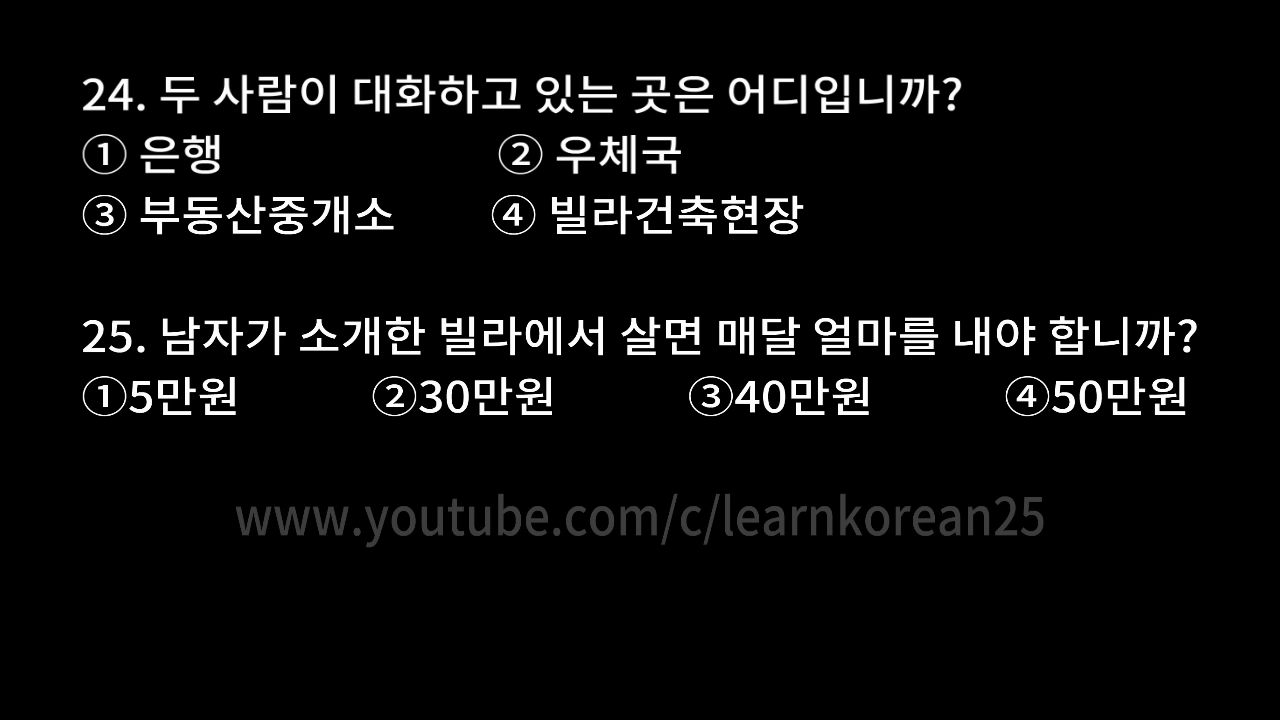 24. 두 사람이 대화하고 있는 곳은 어디입니까?
① 은행 ② 우체국
③ 부동산중개소 ④ 빌라건축현장
25. 남자가 소개한 빌라에서 살면 매달 얼마를 내야 합니까?
①5만원 ②30만원 ③40만원 ④50만원
www.youtube.com/c/learnkorean25